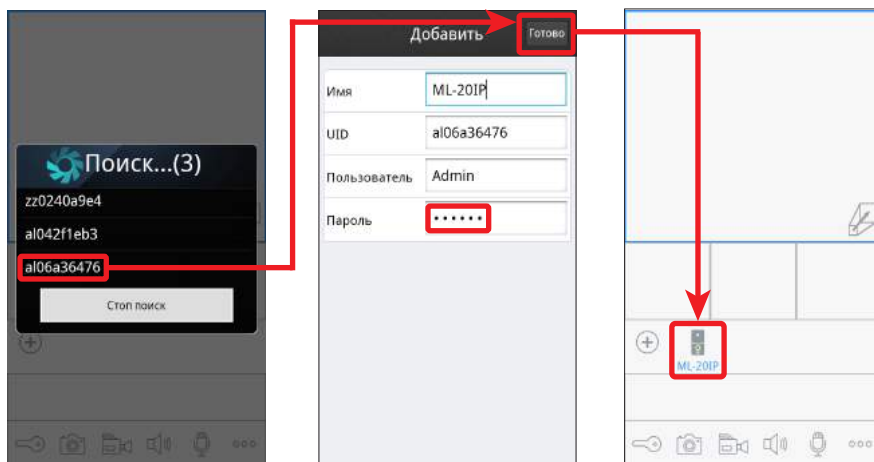 Поиск...(3)
zz0240a9e4
al042f1eb3
al06a36476
Стоп поиск
Добавить
Готово
Имя
ML-20IP
UID
al06a36476
Пользователь
Admin
Пароль
••••••
ML-20IP